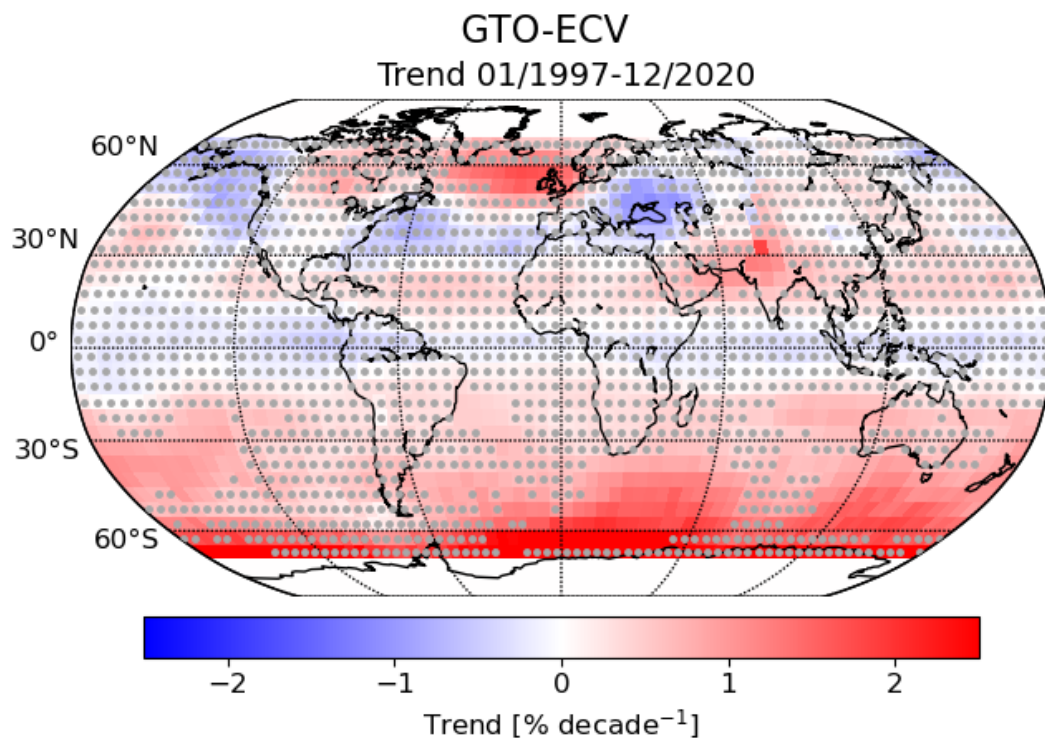 GTO-ECV
Trend 01/1997-12/2020
60°N
30°N
0°
30°S
60°S
−2 −1 0 1 2
Trend [% decade⁻¹]